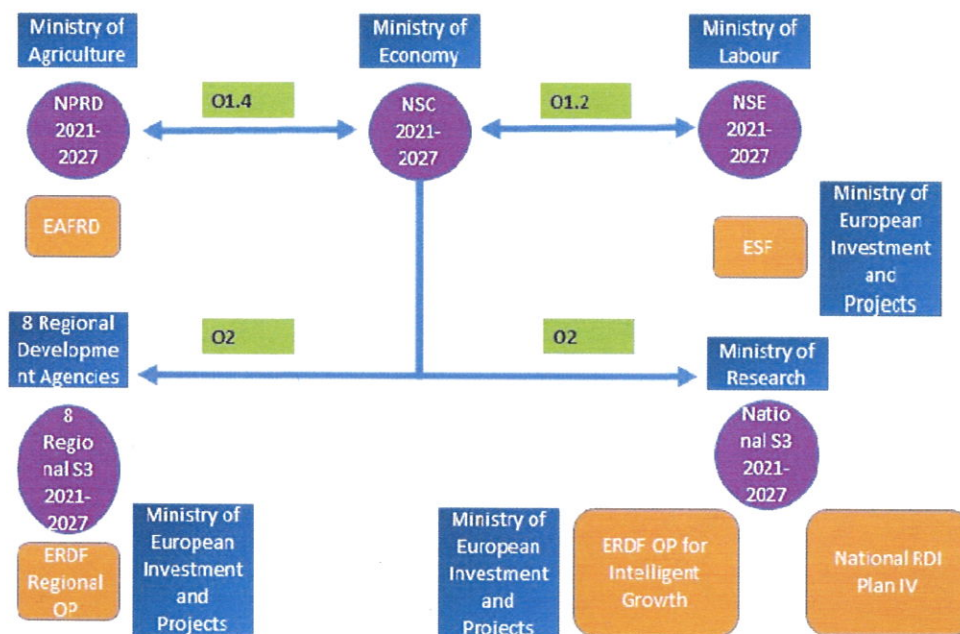 Ministry of
Agriculture
Ministry of
Economy
Ministry of
Labour
NPRD
2021-
2027
O1.4
NSC
2021-
2027
O1.2
NSE
2021-
2027
EAFRD
ESF
Ministry of
European
Investment
and
Projects
8 Regional
Developme
nt Agencies
O2
O2
Ministry of
Research
8
Regio
nal S3
2021-
2027
Natio
nal S3
2021-
2027
ERDF
Regional
OP
Ministry of
European
Investment
and
Projects
Ministry of
European
Investment
and
Projects
ERDF OP for
Intelligent
Growth
National RDI
Plan IV